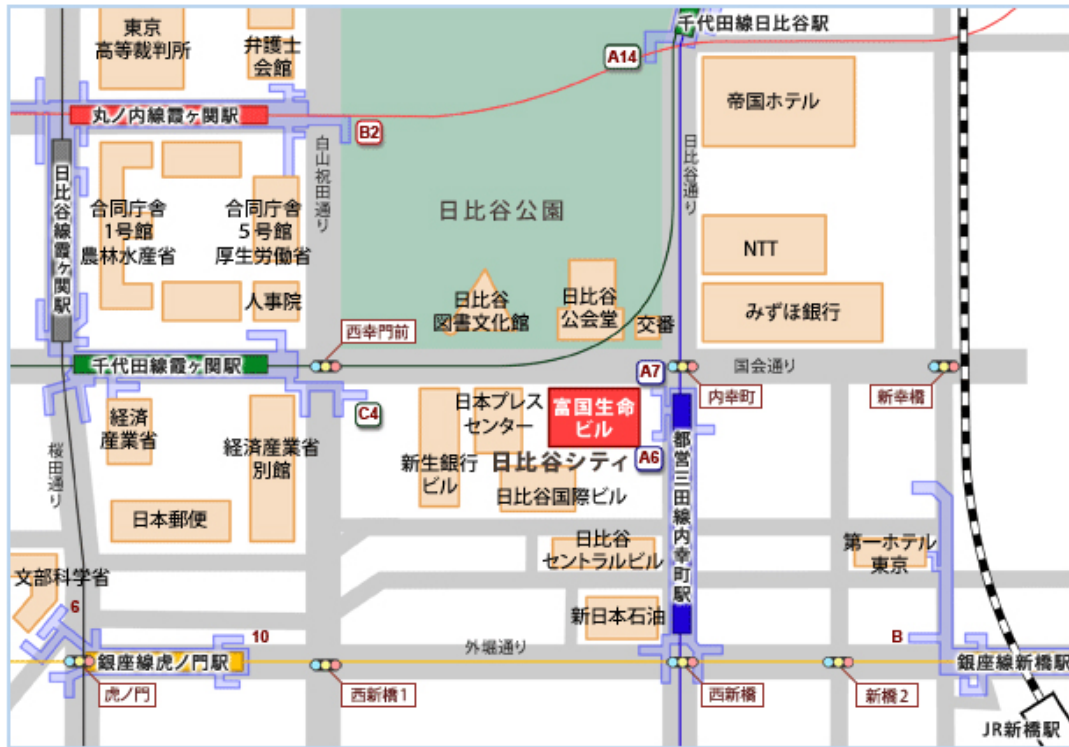 東京
高等裁判所
弁護士
会館
千代田線日比谷駅
A14
帝国ホテル
丸ノ内線霞ヶ関駅
B2
白山祝田通り
日比谷通り
日比谷線霞ヶ関駅
合同庁舎
1号館
農林水産省
合同庁舎
5号館
厚生労働省
日比谷公園
NTT
人事院
日比谷
図書文化館
日比谷
公会堂
交番
みずほ銀行
西幸門前
千代田線霞ヶ関駅
国会通り
A7
内幸町
新幸橋
C4
経済
産業省
経済産業省
別館
日本プレス
センター
富国生命
ビル
新生銀行
ビル
日比谷シティ
A6
日比谷国際ビル
桜田通り
都営三田線内幸町駅
日本郵便
日比谷
セントラルビル
第一ホテル
東京
文部科学省
6
新日本石油
10
外堀通り
B
銀座線虎ノ門駅
銀座線新橋駅
虎ノ門
西新橋1
西新橋
新橋2
JR新橋駅